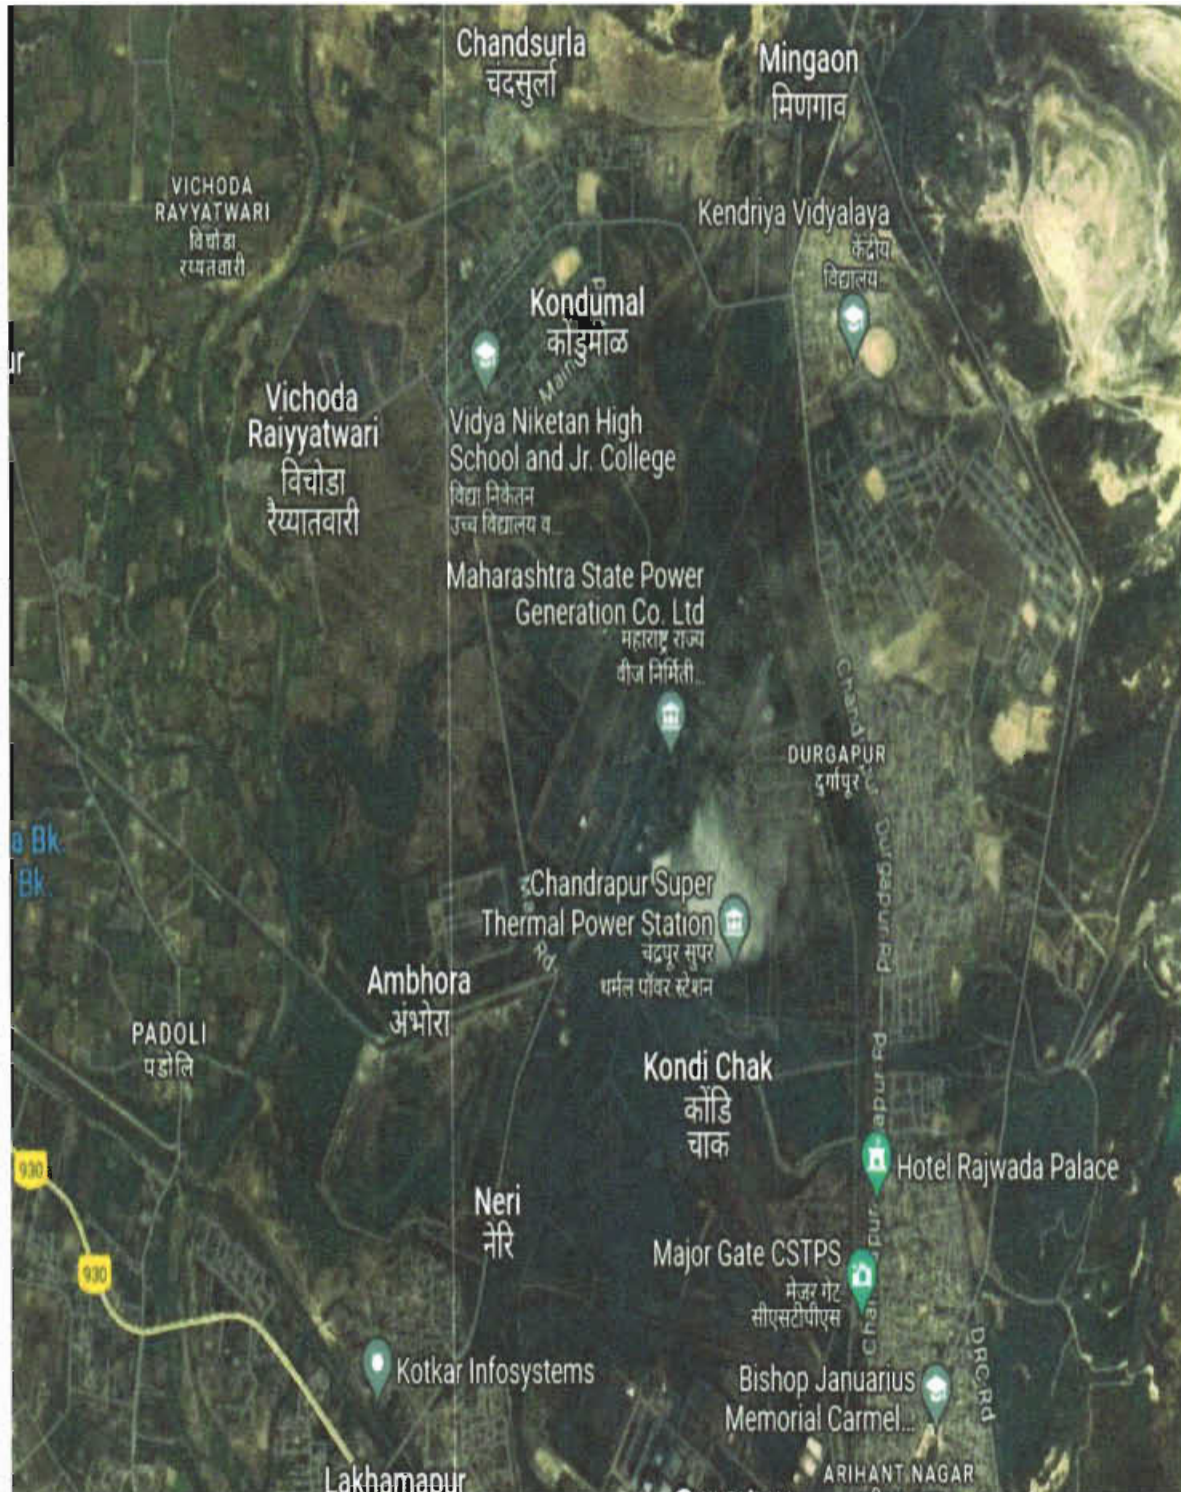 Chandsurla
चंदसुर्ला
Mingaon
मिणगाव
VICHODA
RAYYATWARI
विचोडा
रय्यतवारी
Kendriya Vidyalaya
केंद्रीय
विद्यालय...
Kondumal
कोंडुमाळ
Main
ur
Vichoda
Raiyyatwari
विचोडा
रैय्यातवारी
Vidya Niketan High
School and Jr. College
विद्या निकेतन
उच्च विद्यालय व...
Maharashtra State Power
Generation Co. Ltd
महाराष्ट्र राज्य
वीज निर्मिती...
DURGAPUR
दुर्गापूर
Durgapur Rd
a Bk
Bk
Chandrapur Super
Thermal Power Station
चंद्रपूर सुपर
थर्मल पॉवर स्टेशन
Rd
Ambhora
अंभोरा
PADOLI
पडोलि
Kondi Chak
कोंडि
चाक
apur Rd
930
Hotel Rajwada Palace
Neri
नेरि
Major Gate CSTPS
मेजर गेट
सीएसटीपीएस
930
Kotkar Infosystems
Bishop Januarius
Memorial Carmel...
DRC Rd
Lakhamapur
ARIHANT NAGAR